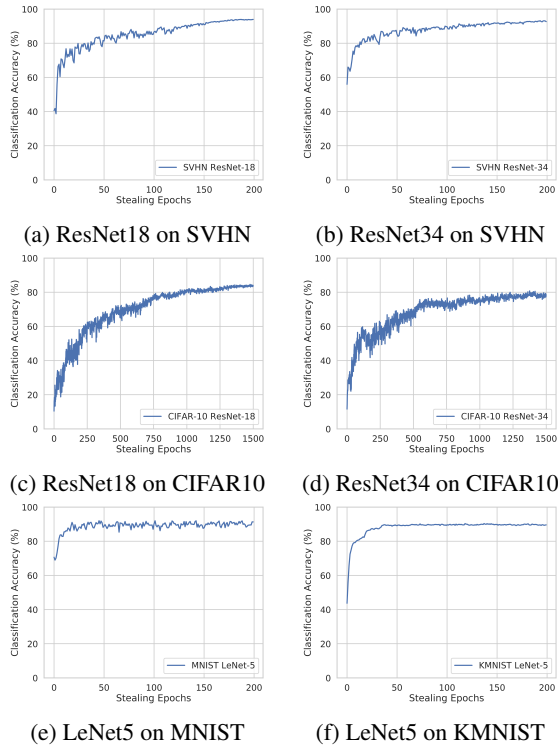 100
80
60
40
20
0
Classification Accuracy (%)
SVHN ResNet-18
0 50 100 150 200
Stealing Epochs
(a) ResNet18 on SVHN
100
80
60
40
20
0
Classification Accuracy (%)
SVHN ResNet-34
0 50 100 150 200
Stealing Epochs
(b) ResNet34 on SVHN
100
80
60
40
20
0
Classification Accuracy (%)
CIFAR-10 ResNet-18
0 250 500 750 1000 1250 1500
Stealing Epochs
(c) ResNet18 on CIFAR10
100
80
60
40
20
0
Classification Accuracy (%)
CIFAR-10 ResNet-34
0 250 500 750 1000 1250 1500
Stealing Epochs
(d) ResNet34 on CIFAR10
100
80
60
40
20
0
Classification Accuracy (%)
MNIST LeNet-5
0 50 100 150 200
Stealing Epochs
(e) LeNet5 on MNIST
100
80
60
40
20
0
Classification Accuracy (%)
KMNIST LeNet-5
0 50 100 150 200
Stealing Epochs
(f) LeNet5 on KMNIST